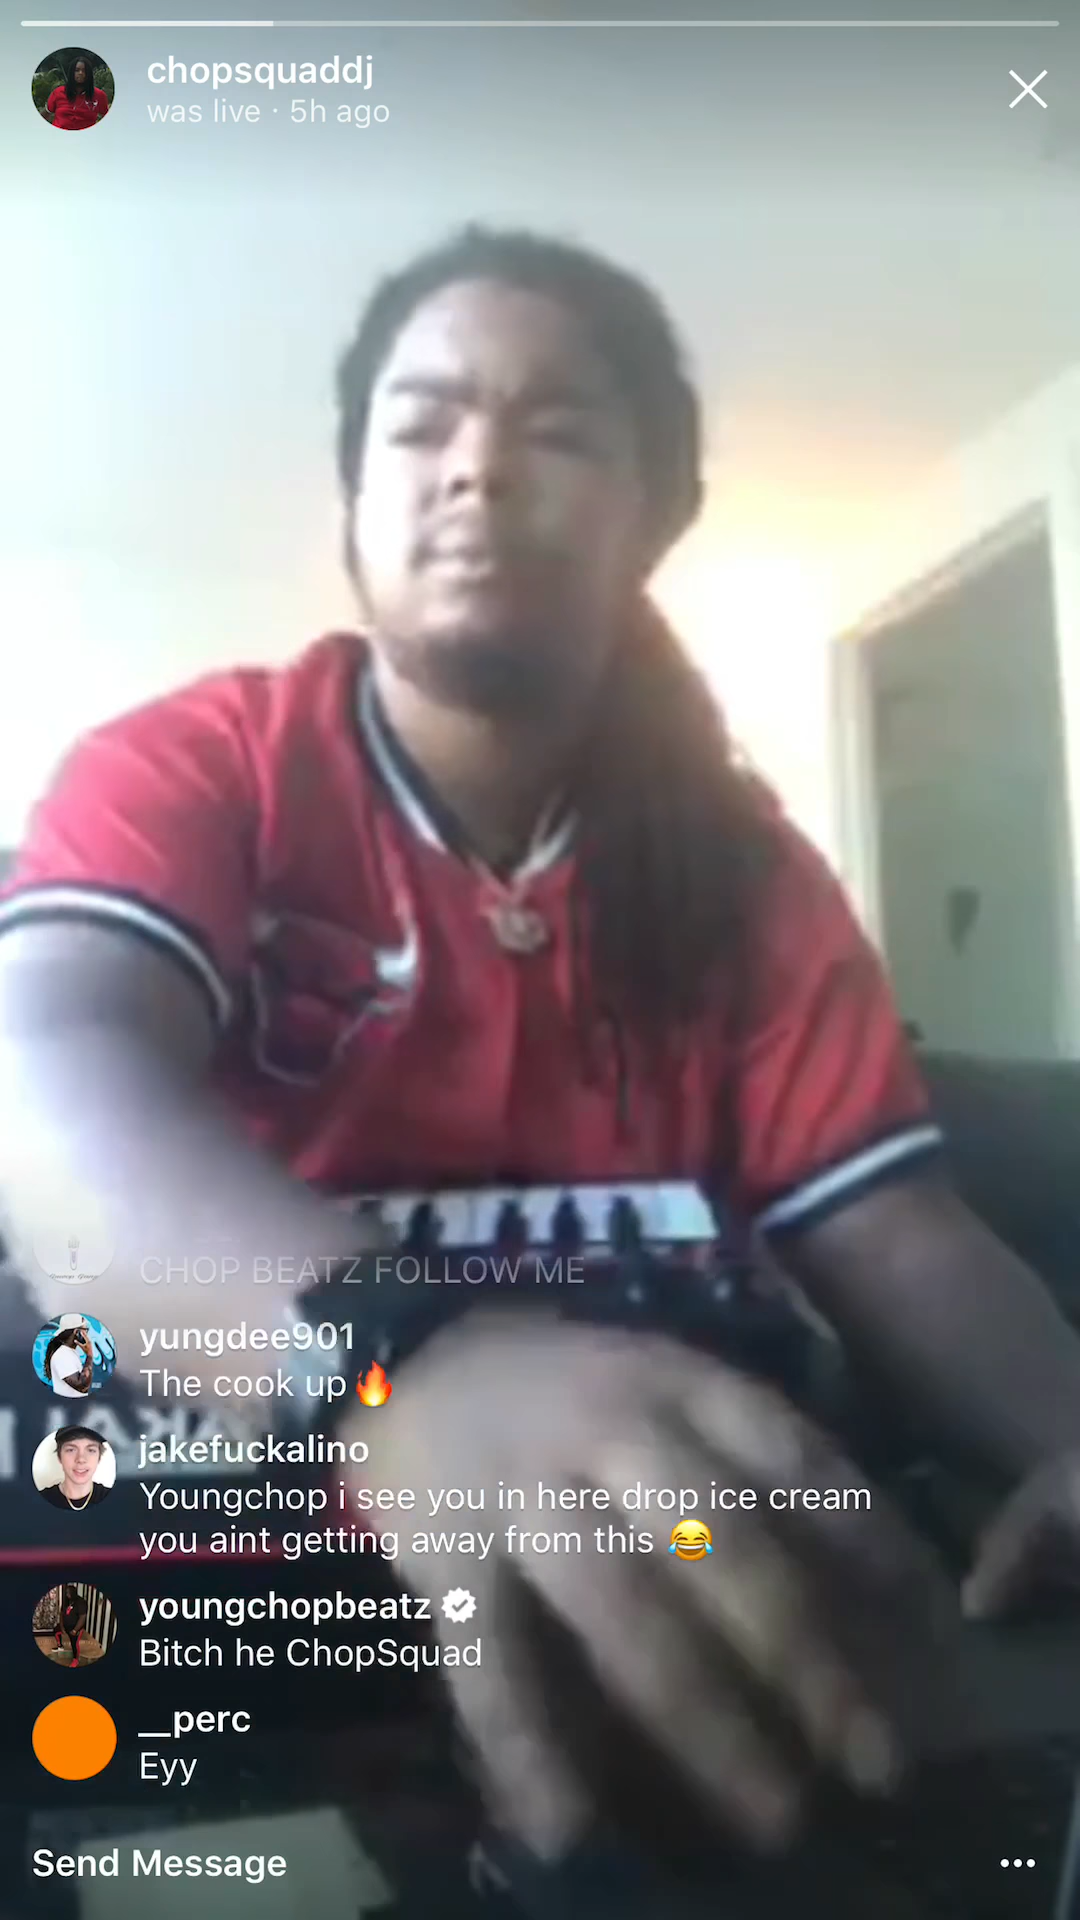 chopsquaddj
was live · 5h ago
CHOP BEATZ FOLLOW ME
yungdee901
The cook up🔥
jakefuckalino
Youngchop i see you in here drop ice cream
you aint getting away from this 😂
youngchopbeatz
Bitch he ChopSquad
__perc
Eyy
Send Message